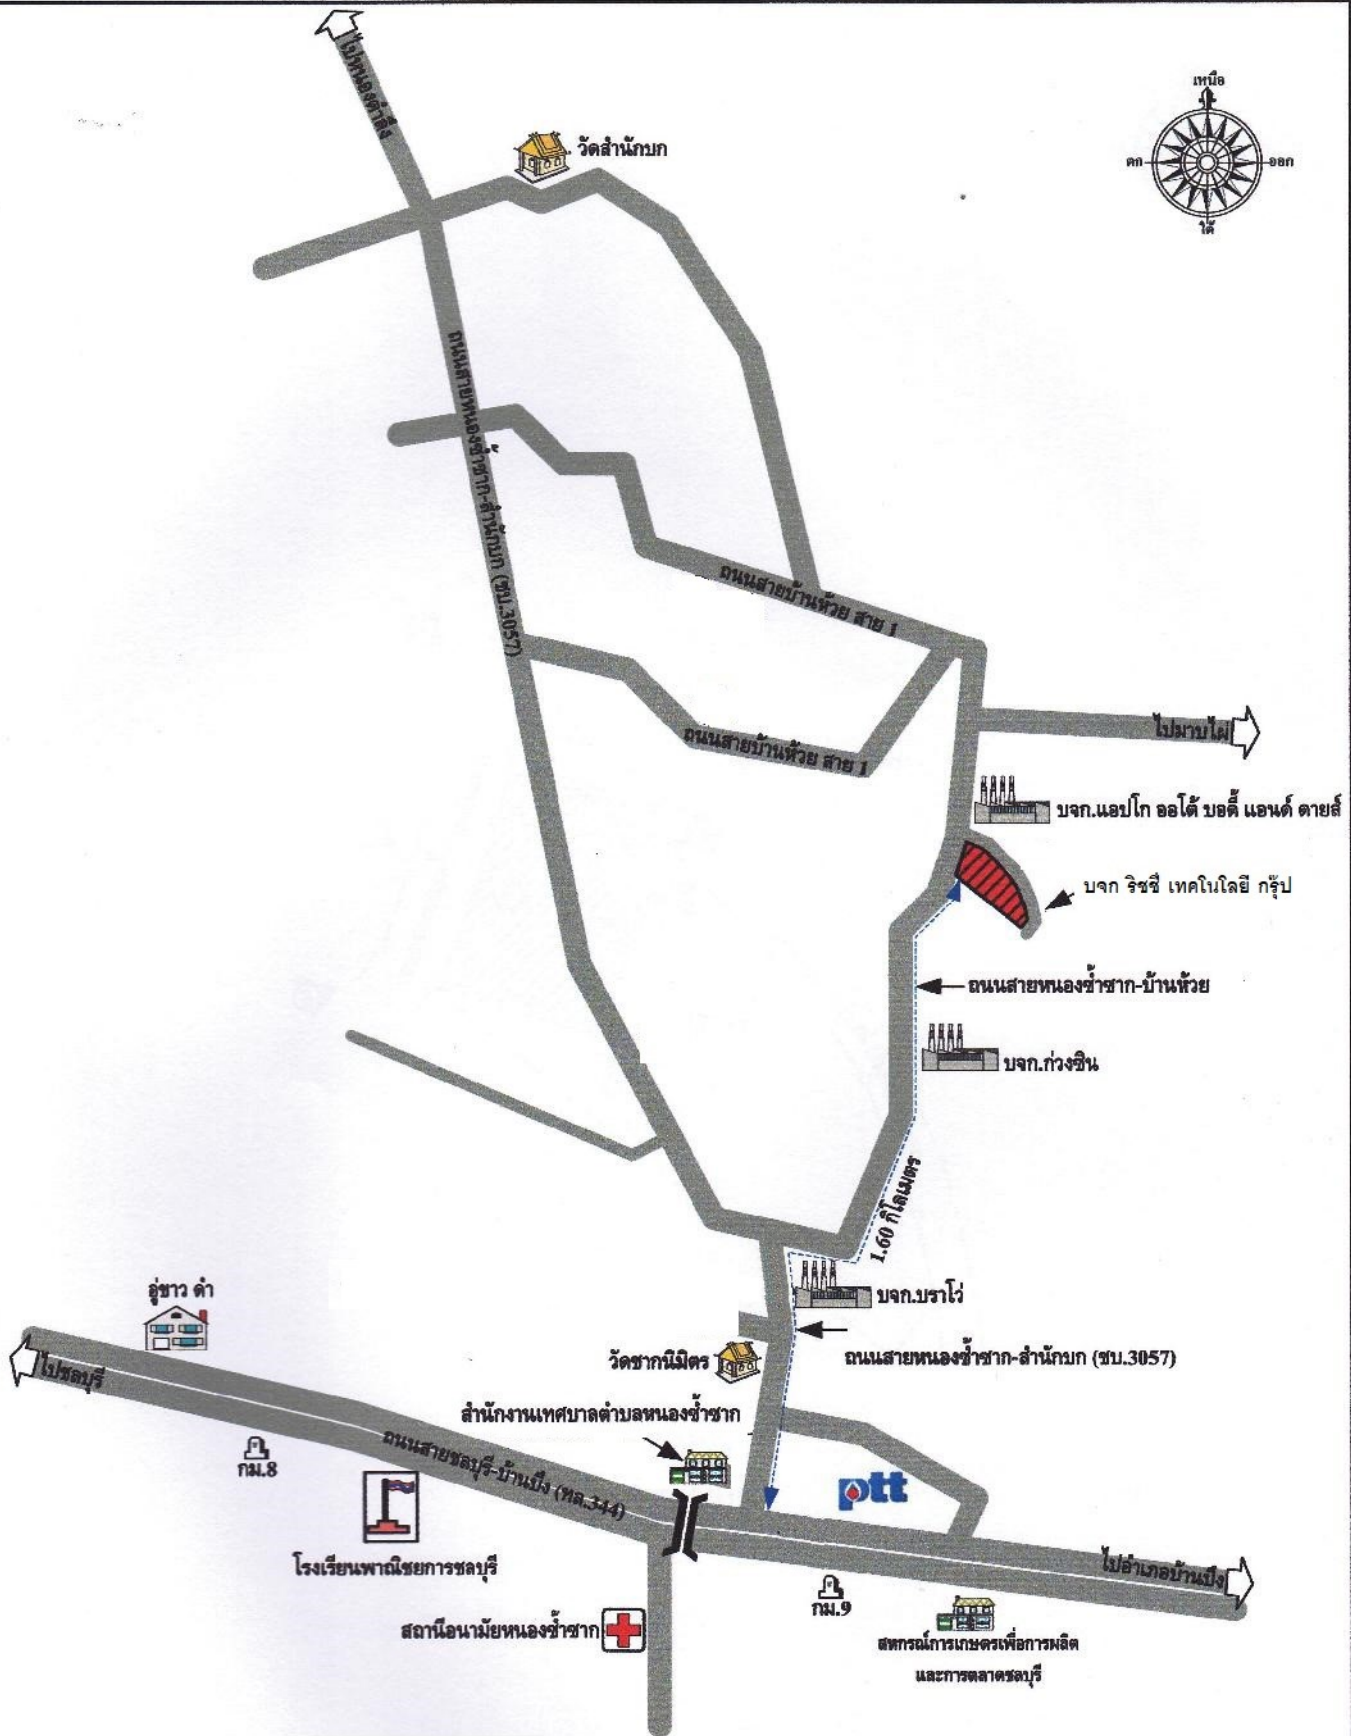 ไปหนองตำลึง
เหนือ
วัดสำนักบก
ตก
ออก
ใต้
ถนนสายหนองซ้ำซาก-สำนักบก (ชบ.3057)
ถนนสายบ้านห้วย สาย 1
ไปมาบไผ่
ถนนสายบ้านห้วย สาย 1
บจก.แอปโก ออโต้ บอดี้ แอนด์ ดายส์
บจก ริชชี่ เทคโนโลยี กรุ๊ป
ถนนสายหนองซ้ำซาก-บ้านห้วย
บจก.ก่วงซิน
1.60 กิโลเมตร
อู่ขาว ดำ
บจก.บราโว่
ไปชลบุรี
วัดซากนิมิตร
ถนนสายหนองซ้ำซาก-สำนักบก (ชบ.3057)
สำนักงานเทศบาลตำบลหนองซ้ำซาก
กม.8
ถนนสายชลบุรี-บ้านบึง (ทล.344)
ptt
โรงเรียนพาณิชยการชลบุรี
ไปอำเภอบ้านบึง
กม.9
สถานีอนามัยหนองซ้ำซาก
สหกรณ์การเกษตรเพื่อการผลิต
และการตลาดชลบุรี